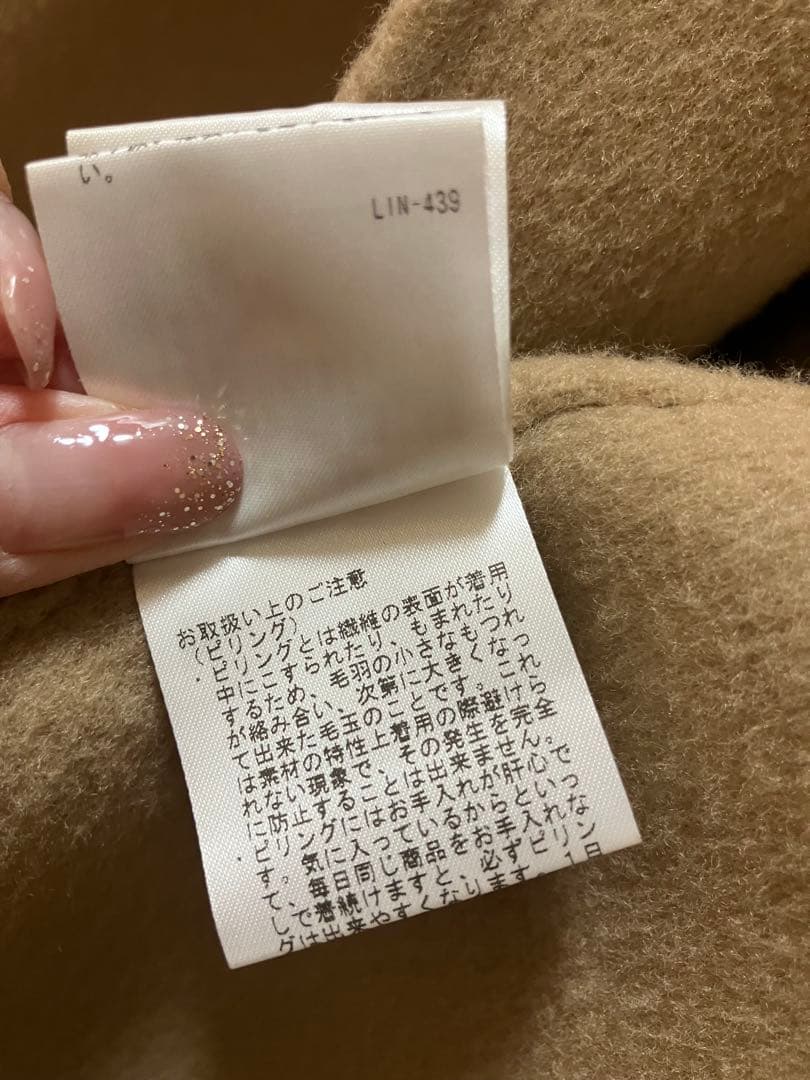 い。
LIN-439
お取扱い上のご注意
(ピリング)
・ピリングとは繊維の表面が着用
中にこすられたり、もまれたり
するため、毛羽の小さなもつれ
が絡み合い、次第に大きくなっ
て出来た毛玉のことです。これ
は素材の特性上着用の際避けら
れない現象で、その発生を完全
に防止することは出来ません。
・ピリングにはお手入れが肝心で
す。気に入っているからといっ
て、毎日同じ商品をお手入れな
しで着続けますと、必ずピリン
グは出来やすくなります。1日